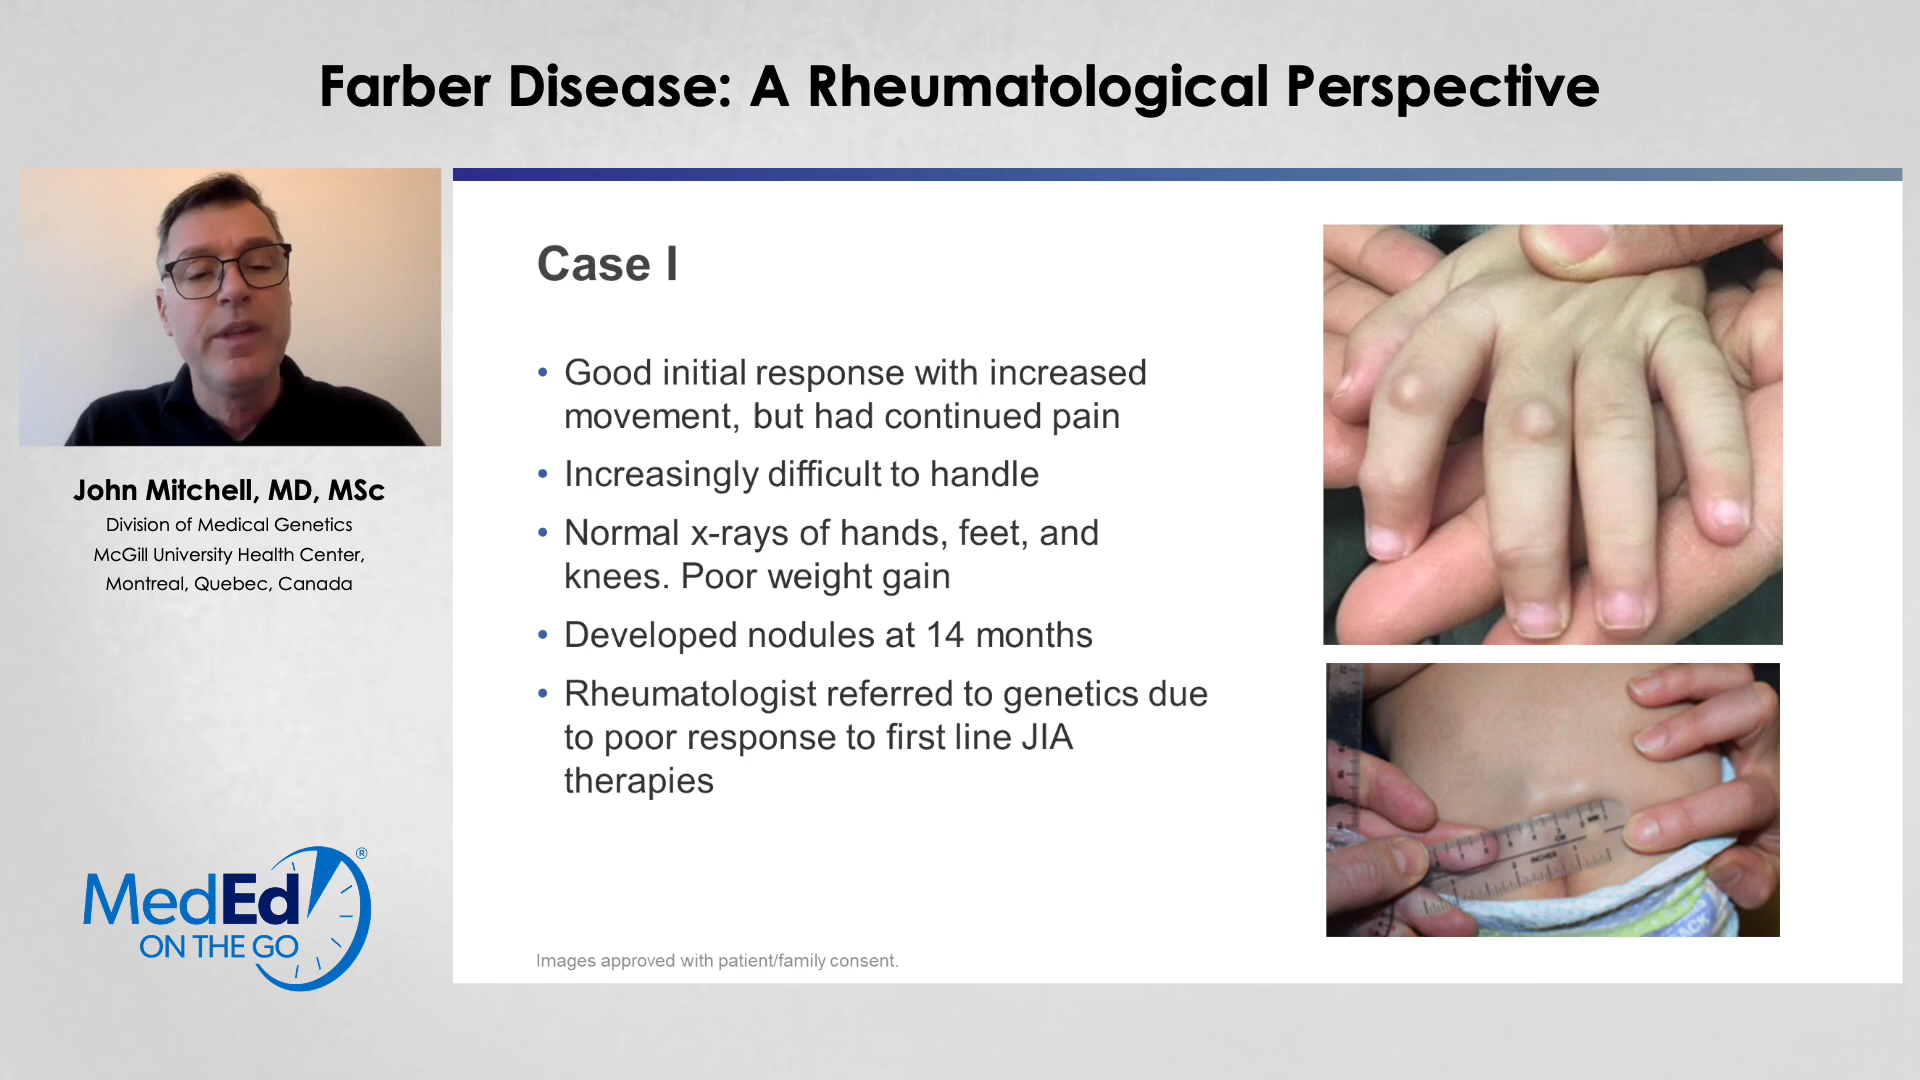 Farber Disease: A Rheumatological Perspective
John Mitchell, MD, MSc
Division of Medical Genetics
McGill University Health Center,
Montreal, Quebec, Canada
MedEd®
ON THE GO
Case I
• Good initial response with increased
movement, but had continued pain
• Increasingly difficult to handle
• Normal x-rays of hands, feet, and
knees. Poor weight gain
• Developed nodules at 14 months
• Rheumatologist referred to genetics due
to poor response to first line JIA
therapies
Images approved with patient/family consent.
CM
INCHES